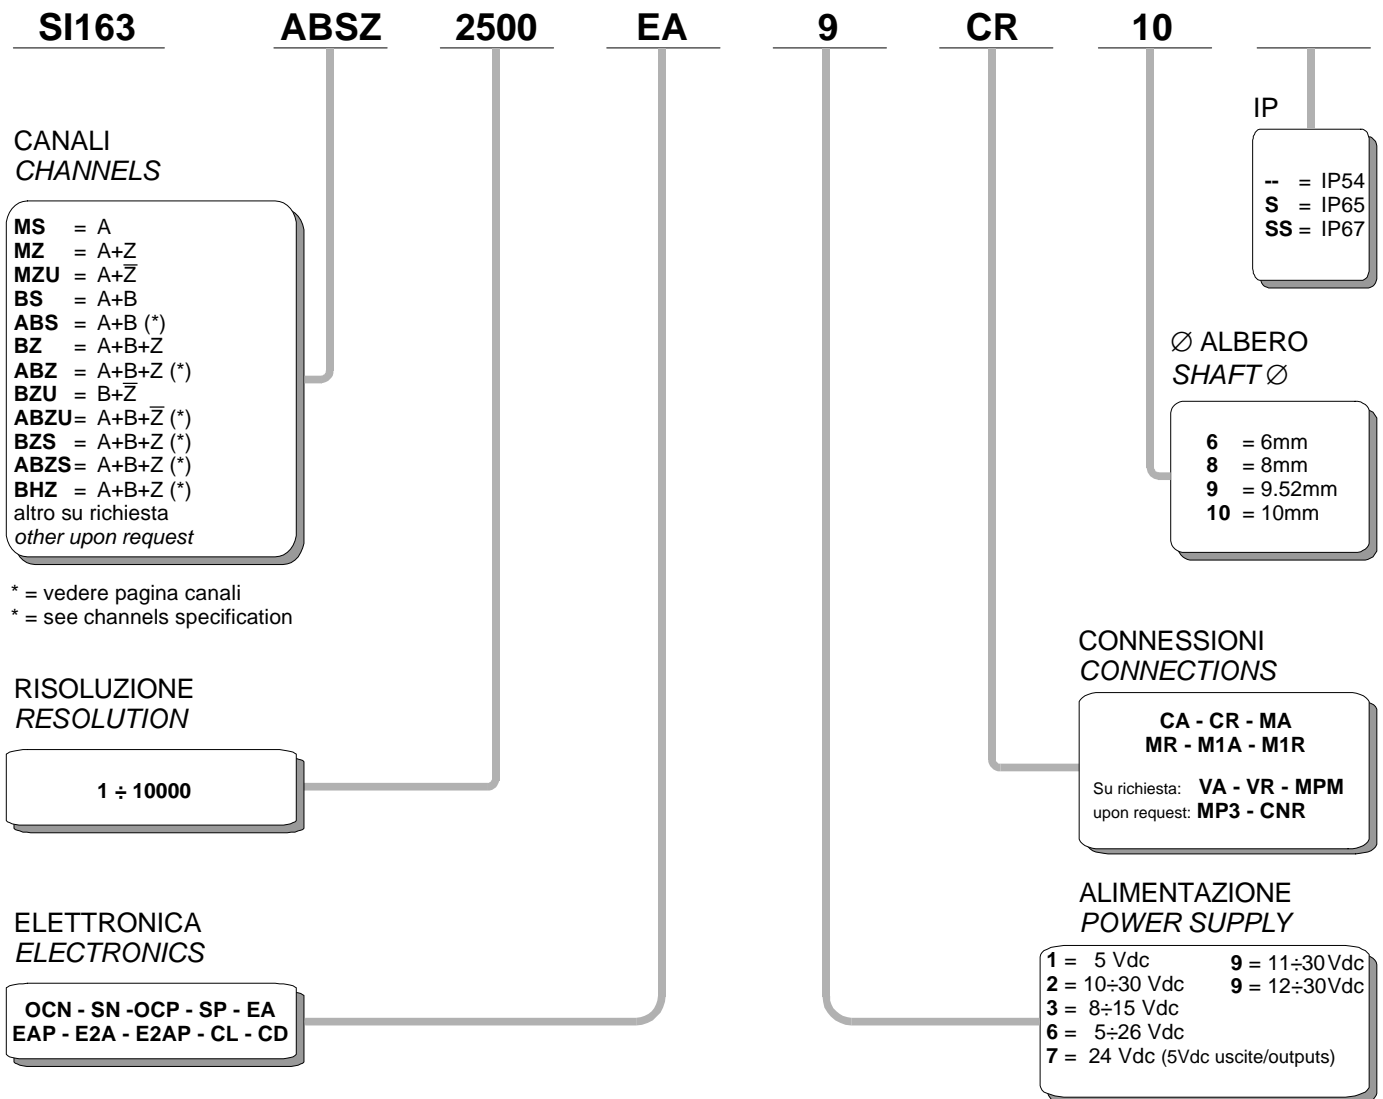 SI163 ABSZ 2500 EA 9 CR 10
IP
-- = IP54
S = IP65
SS = IP67
CANALI
CHANNELS
MS = A
MZ = A+Z
MZU = A+Z̅
BS = A+B
ABS = A+B (*)
BZ = A+B+Z
ABZ = A+B+Z (*)
BZU = B+Z̅
ABZU= A+B+Z̅ (*)
BZS = A+B+Z (*)
ABZS= A+B+Z (*)
BHZ = A+B+Z (*)
altro su richiesta
other upon request
* = vedere pagina canali
* = see channels specification
∅ ALBERO
SHAFT ∅
6 = 6mm
8 = 8mm
9 = 9.52mm
10 = 10mm
RISOLUZIONE
RESOLUTION
1 ÷ 10000
CONNESSIONI
CONNECTIONS
CA - CR - MA
MR - M1A - M1R
Su richiesta: VA - VR - MPM
upon request: MP3 - CNR
ELETTRONICA
ELECTRONICS
OCN - SN -OCP - SP - EA
EAP - E2A - E2AP - CL - CD
ALIMENTAZIONE
POWER SUPPLY
1 = 5 Vdc
2 = 10÷30 Vdc
3 = 8÷15 Vdc
6 = 5÷26 Vdc
7 = 24 Vdc (5Vdc uscite/outputs)
9 = 11÷30Vdc
9 = 12÷30Vdc